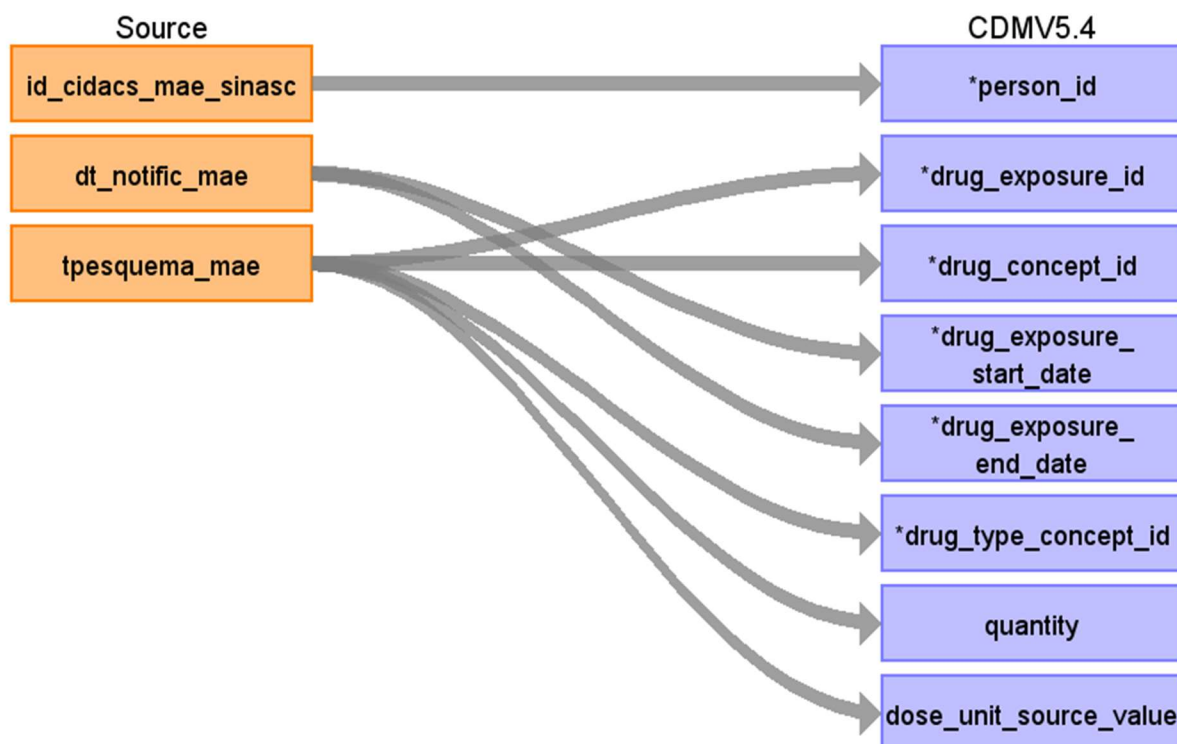 Source
CDMV5.4
id_cidacs_mae_sinasc
*person_id
dt_notific_mae
*drug_exposure_id
tpesquema_mae
*drug_concept_id
*drug_exposure_
start_date
*drug_exposure_
end_date
*drug_type_concept_id
quantity
dose_unit_source_value